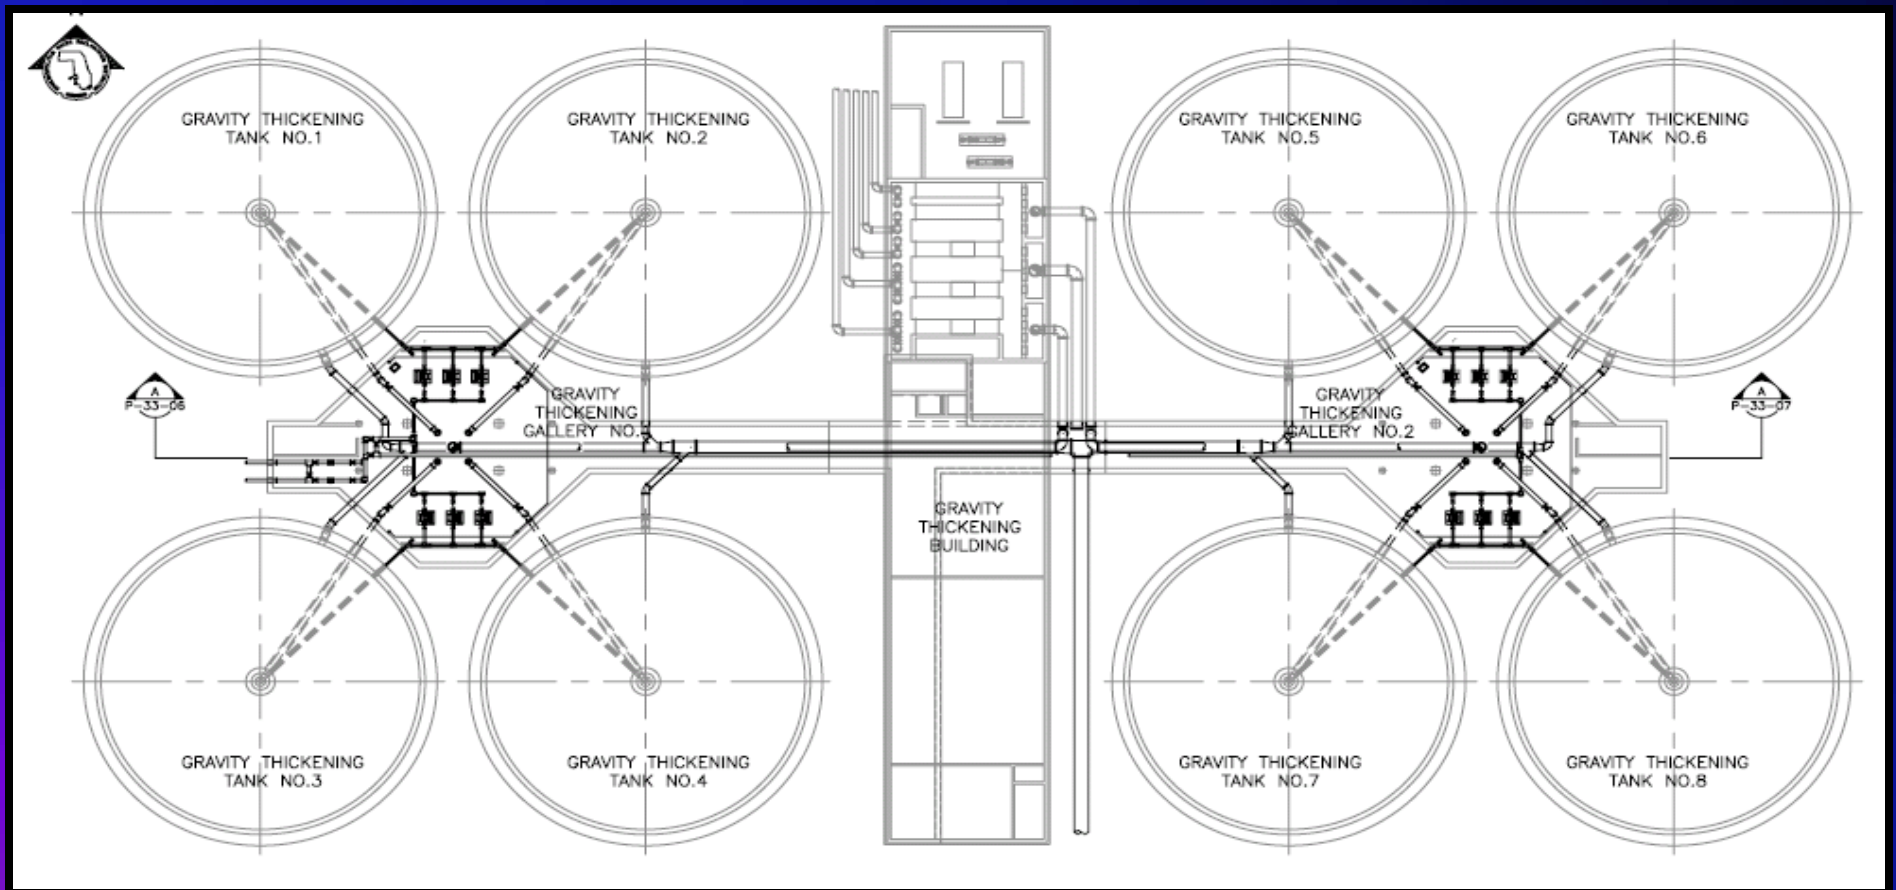 GRAVITY THICKENING
TANK NO.1
GRAVITY THICKENING
TANK NO.2
GRAVITY THICKENING
TANK NO.5
GRAVITY THICKENING
TANK NO.6
A
P-33-06
GRAVITY
THICKENING
GALLERY NO.
GRAVITY
THICKENING
GALLERY NO.2
A
P-33-07
GRAVITY
THICKENING
BUILDING
GRAVITY THICKENING
TANK NO.3
GRAVITY THICKENING
TANK NO.4
GRAVITY THICKENING
TANK NO.7
GRAVITY THICKENING
TANK NO.8